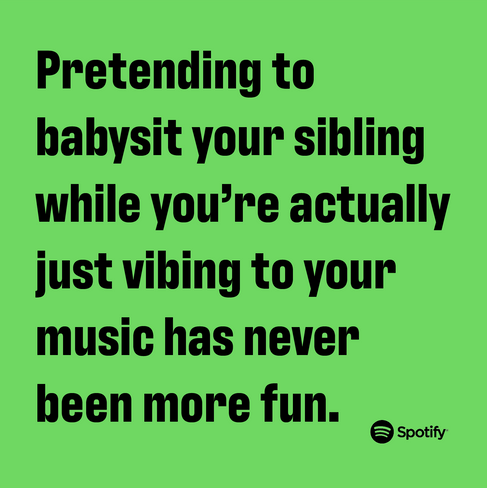 Pretending to
babysit your sibling
while you're actually
just vibing to your
music has never
been more fun.
Spotify